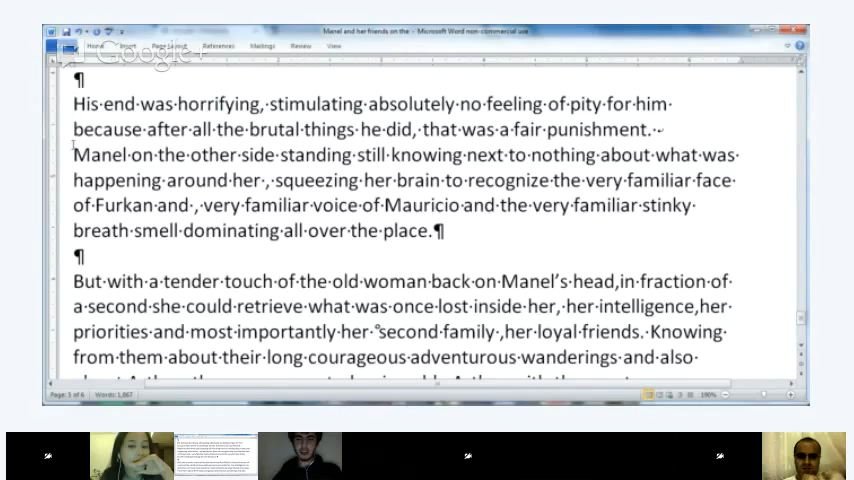 Manel and her friends on the - Microsoft Word non-commercial use
Home Insert Page Layout References Mailings Review View
Google+
¶
His·end·was·horrifying,·stimulating·absolutely·no·feeling·of·pity·for·him·
because·after·all·the·brutal·things·he·did,·that·was·a·fair·punishment.·
Manel·on·the·other·side·standing·still·knowing·next·to·nothing·about·what·was·
happening·around·her·,·squeezing·her·brain·to·recognize·the·very·familiar·face·
of·Furkan·and·,·very·familiar·voice·of·Mauricio·and·the·very·familiar·stinky·
breath·smell·dominating·all·over·the·place.¶
¶
But·with·a·tender·touch·of·the·old·woman·back·on·Manel's·head,in·fraction·of·
a·second·she·could·retrieve·what·was·once·lost·inside·her,·her·intelligence,her·
priorities·and·most·importantly·her·°second·family·,her·loyal·friends.·Knowing·
from·them·about·their·long·courageous·adventurous·wanderings·and·also·
Page: 5 of 6 Words: 1,867 190%